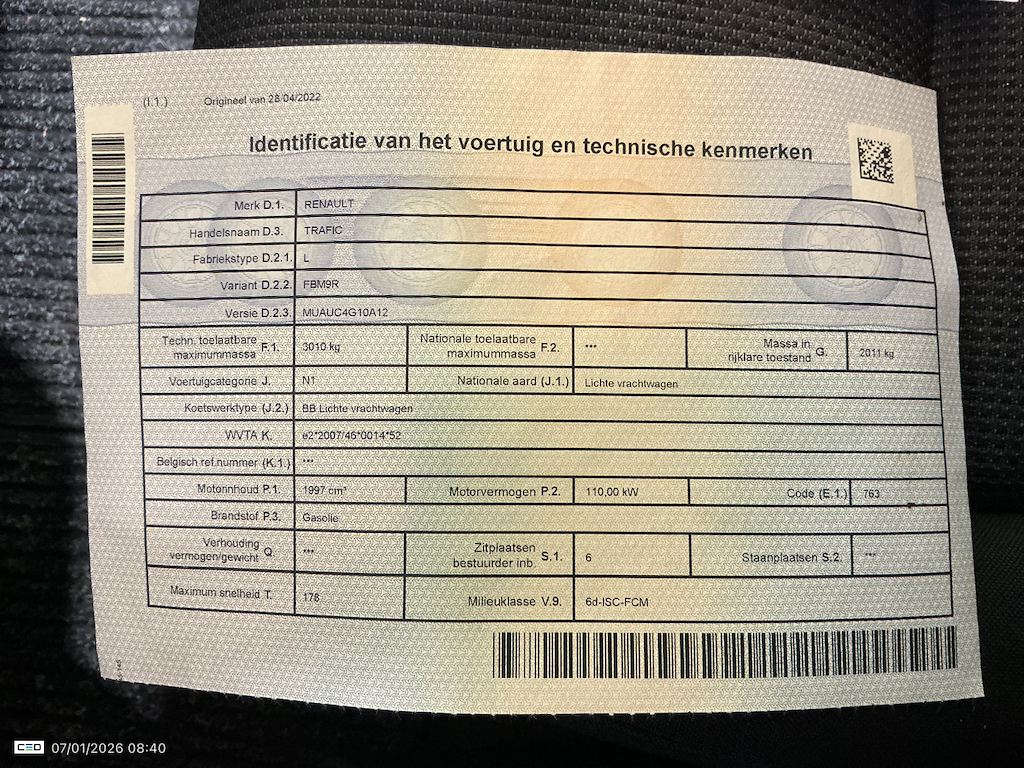 (I.1.) Origineel van 28/04/2022
Identificatie van het voertuig en technische kenmerken
Merk D.1. RENAULT
Handelsnaam D.3. TRAFIC
Fabriekstype D.2.1. L
Variant D.2.2. FBM9R
Versie D.2.3. MUAUC4G10A12
Techn. toelaatbare maximummassa F.1. 3010 kg Nationale toelaatbare maximummassa F.2. *** Massa in rijklare toestand G. 2011 kg
Voertuigcategorie J. N1 Nationale aard (J.1.) Lichte vrachtwagen
Koetswerktype (J.2.) BB Lichte vrachtwagen
WVTA K. e2*2007/46*0014*52
Belgisch ref.nummer (K.1.) ***
Motorinhoud P.1. 1997 cm³ Motorvermogen P.2. 110,00 kW Code (E.1.) 763
Brandstof P.3. Gasolie
Verhouding vermogen/gewicht Q *** Zitplaatsen bestuurder inb. S.1. 6 Staanplaatsen S.2. ***
Maximum snelheid T. 178 Milieuklasse V.9. 6d-ISC-FCM
CEO 07/01/2026 08:40